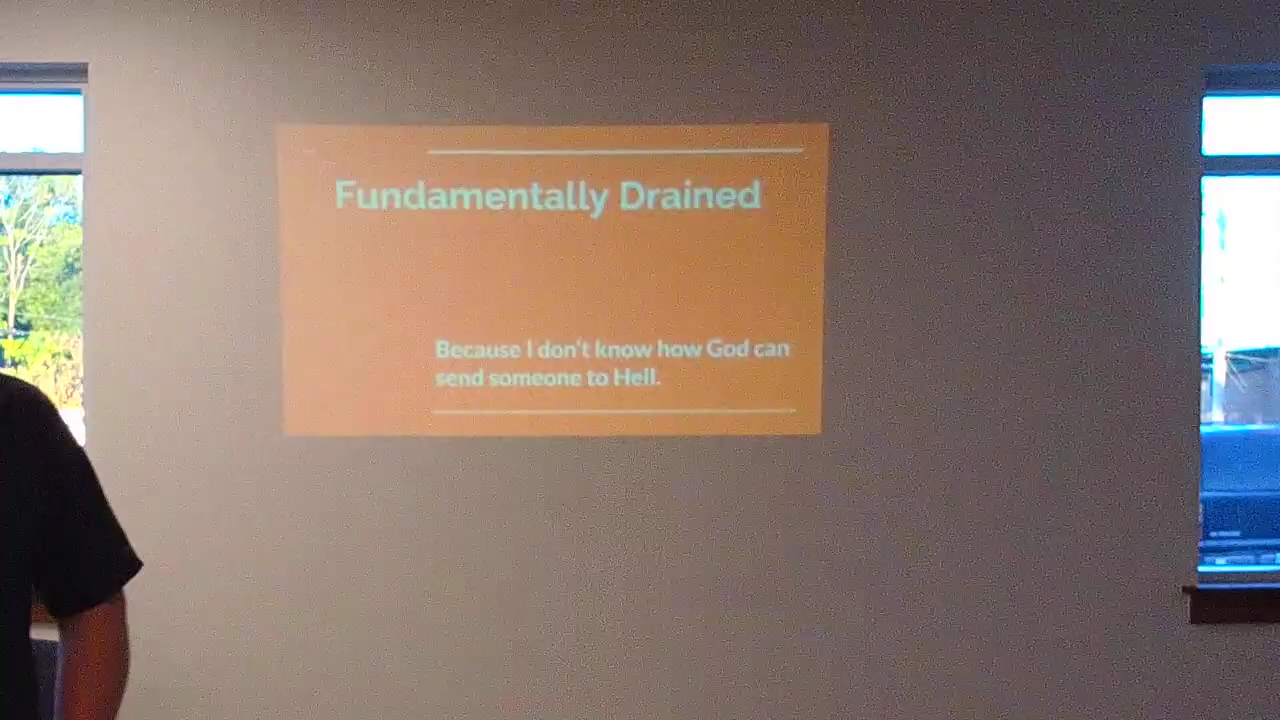 Fundamentally Drained
Because I don't know how God can
send someone to Hell.